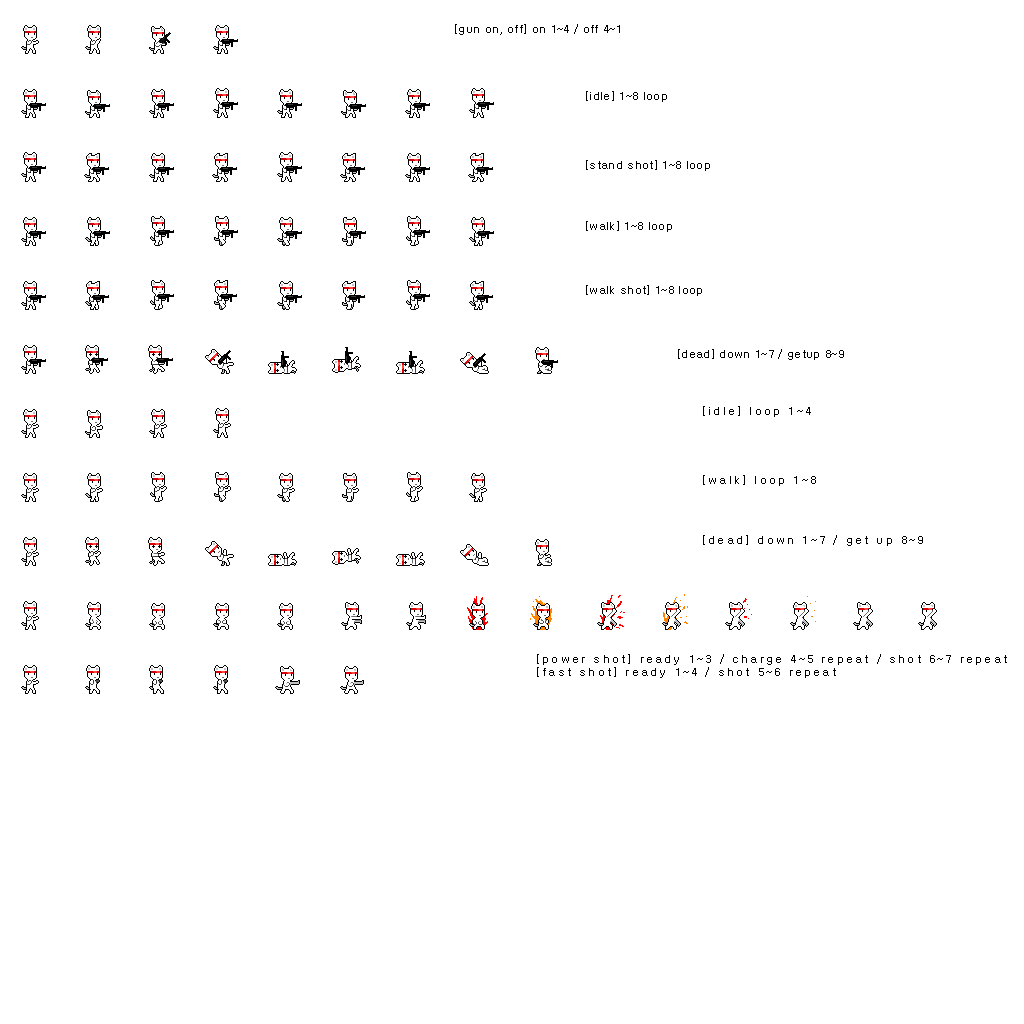 [gun on, off] on 1~4 / off 4~1
[idle] 1~8 loop
[stand shot] 1~8 loop
[walk] 1~8 loop
[walk shot] 1~8 loop
[dead] down 1~7 / getup 8~9
[idle] loop 1~4
[walk] loop 1~8
[dead] down 1~7 / get up 8~9
[power shot] ready 1~3 / charge 4~5 repeat / shot 6~7 repeat
[fast shot] ready 1~4 / shot 5~6 repeat